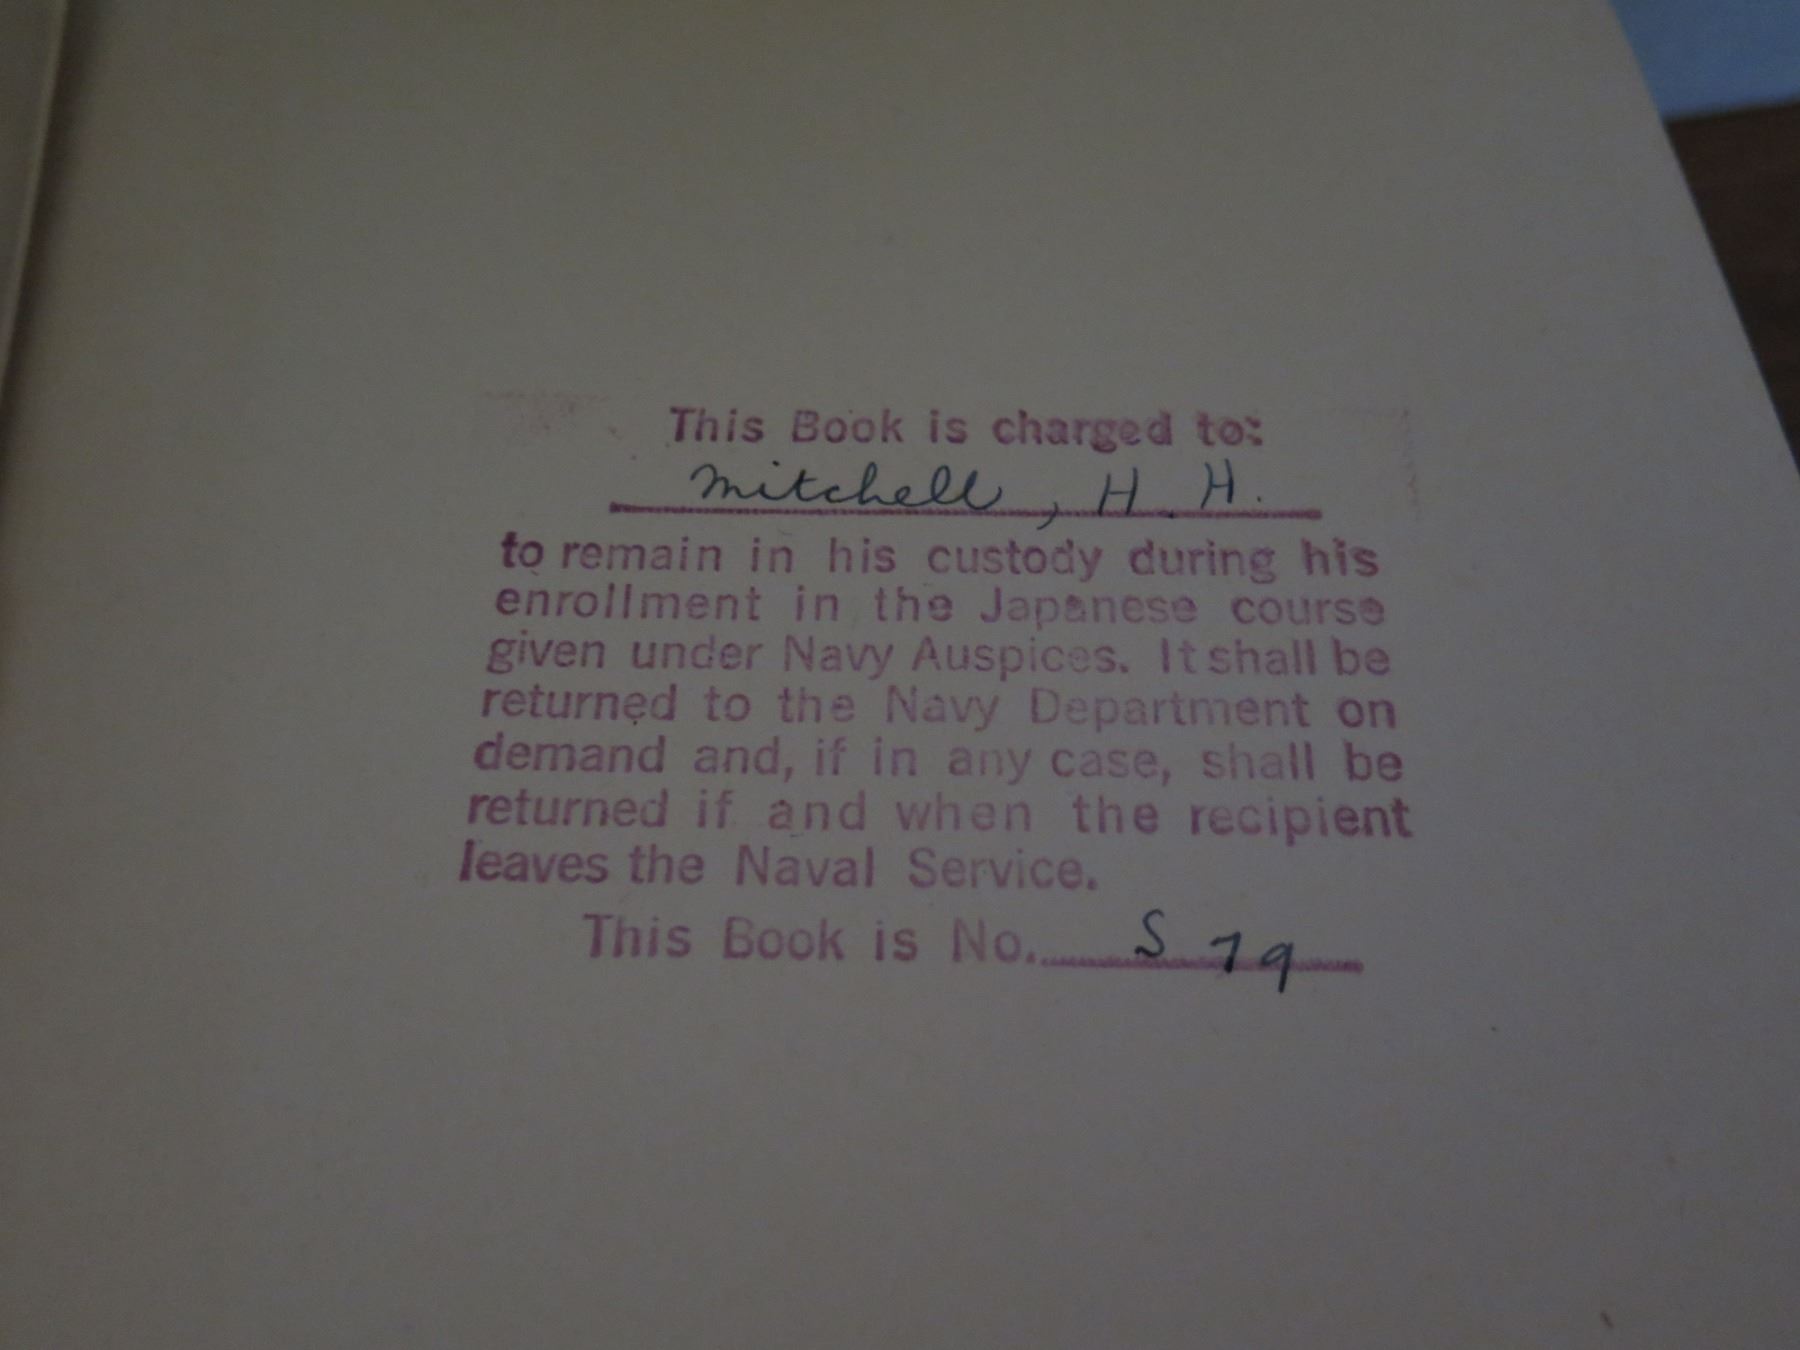 This Book is charged to:
Mitchell, H. H.
to remain in his custody during his
enrollment in the Japanese course
given under Navy Auspices. It shall be
returned to the Navy Department on
demand and, if in any case, shall be
returned if and when the recipient
leaves the Naval Service.
This Book is No. S 79